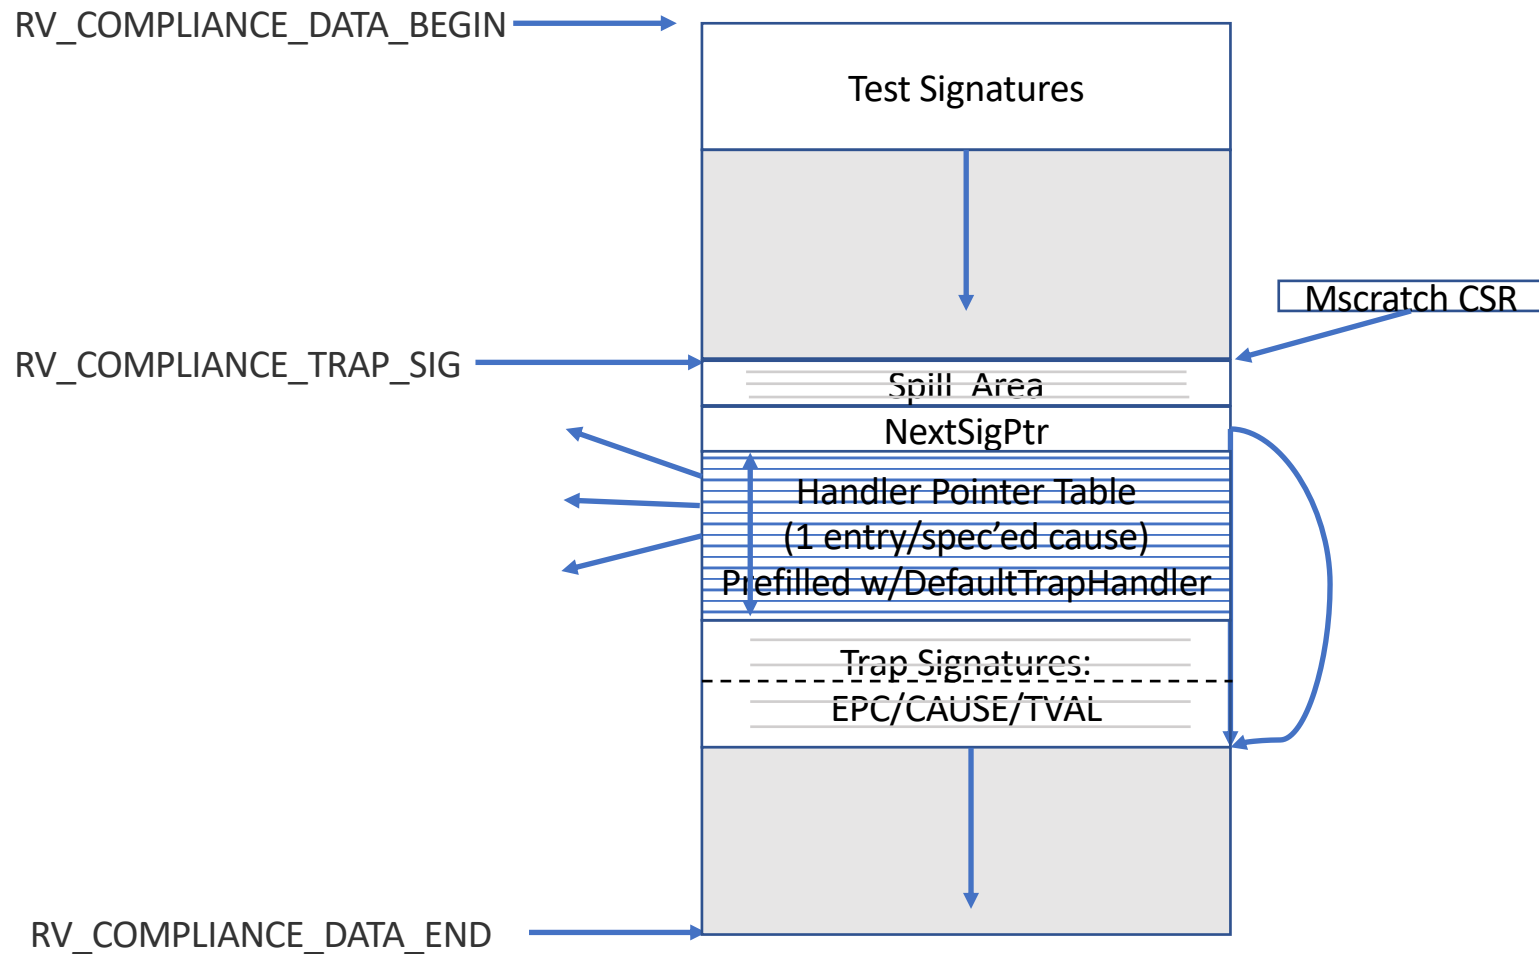 RV_COMPLIANCE_DATA_BEGIN
Test Signatures
Mscratch CSR
RV_COMPLIANCE_TRAP_SIG
Spill Area
NextSigPtr
Handler Pointer Table
(1 entry/spec’ed cause)
Prefilled w/DefaultTrapHandler
Trap Signatures:
EPC/CAUSE/TVAL
RV_COMPLIANCE_DATA_END